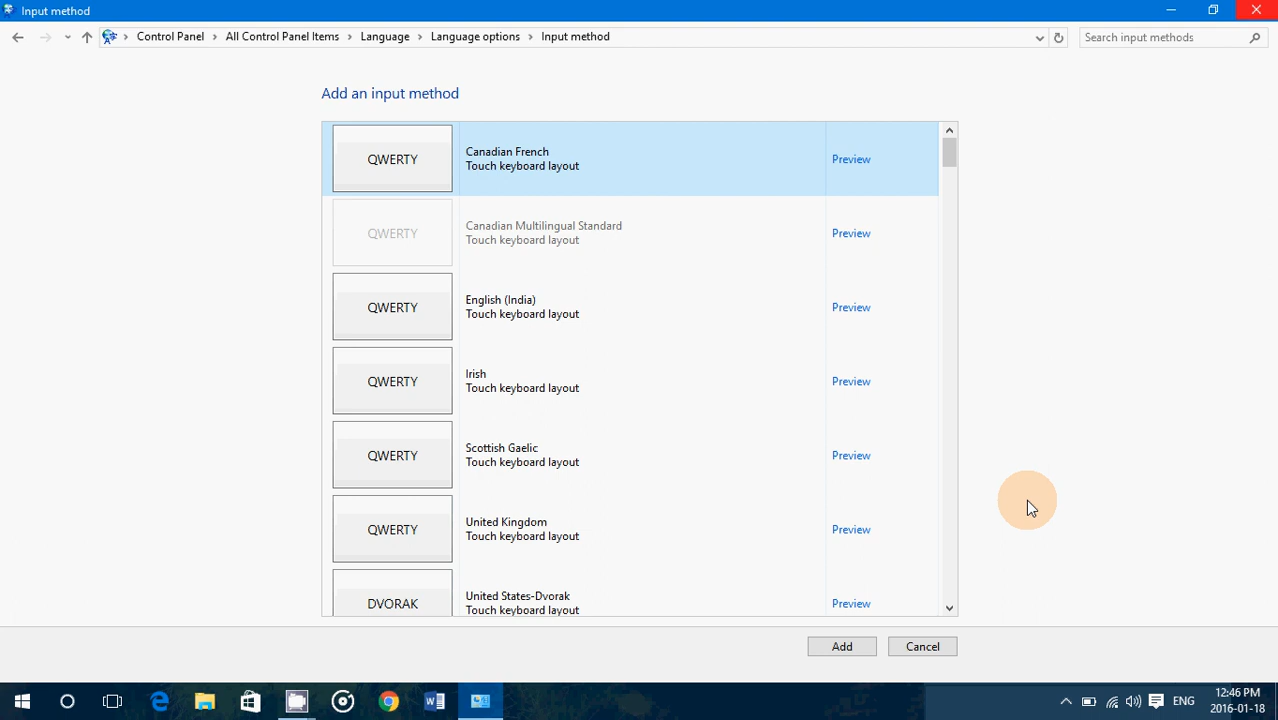 Input method
Control Panel > All Control Panel Items > Language > Language options > Input method
Search input methods
Add an input method
QWERTY
Canadian French
Touch keyboard layout
Preview
QWERTY
Canadian Multilingual Standard
Touch keyboard layout
Preview
QWERTY
English (India)
Touch keyboard layout
Preview
QWERTY
Irish
Touch keyboard layout
Preview
QWERTY
Scottish Gaelic
Touch keyboard layout
Preview
QWERTY
United Kingdom
Touch keyboard layout
Preview
DVORAK
United States-Dvorak
Touch keyboard layout
Preview
Add
Cancel
ENG
12:46 PM
2016-01-18